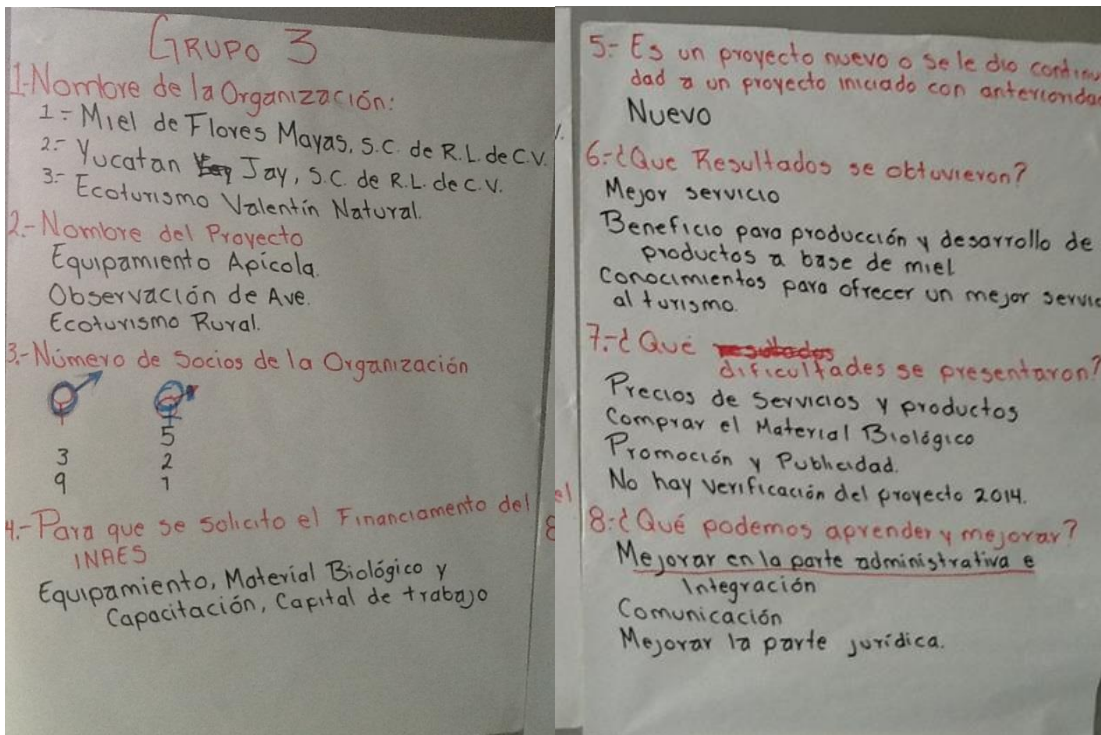 GRUPO 3
1.-Nombre de la Organización:
1.- Miel de Flores Mayas, S.C. de R.L. de C.V.
2.- Yucatan Jay, S.C. de R.L. de C.V.
3.- Ecoturismo Valentín Natural.
2.-Nombre del Proyecto
Equipamiento Apícola.
Observación de Ave.
Ecoturismo Rural.
3.-Número de Socios de la Organización
5
3 2
9 1
4.-Para que se solicito el Financiamento del
INAES
Equipamiento, Material Biológico y
Capacitación, Capital de trabajo
5.- Es un proyecto nuevo o se le dio continu
dad a un proyecto iniciado con anteriorida
Nuevo
6.-¿Que Resultados se obtuvieron?
Mejor servicio
Beneficio para producción y desarrollo de
productos a base de miel
Conocimientos para ofrecer un mejor servic
al turismo.
7.-¿Qué resultados
dificultades se presentaron?
Precios de Servicios y productos
Comprar el Material Biológico
Promoción y Publicidad.
No hay verificación del proyecto 2014.
8.-¿Qué podemos aprender y mejorar?
Mejorar en la parte administrativa e
Integración
Comunicación
Mejorar la parte jurídica.